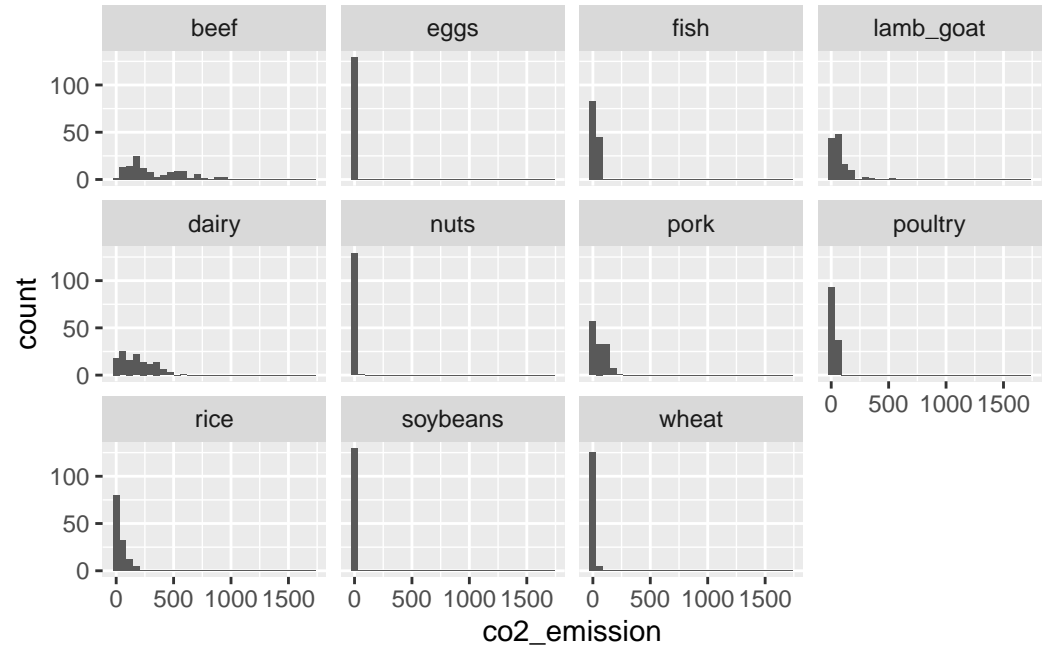 beef eggs fish lamb_goat
100
50
0
dairy nuts pork poultry
100
50
0
count
0 500 1000 1500
rice soybeans wheat
100
50
0
0 500 1000 1500 0 500 1000 1500 0 500 1000 1500
co2_emission